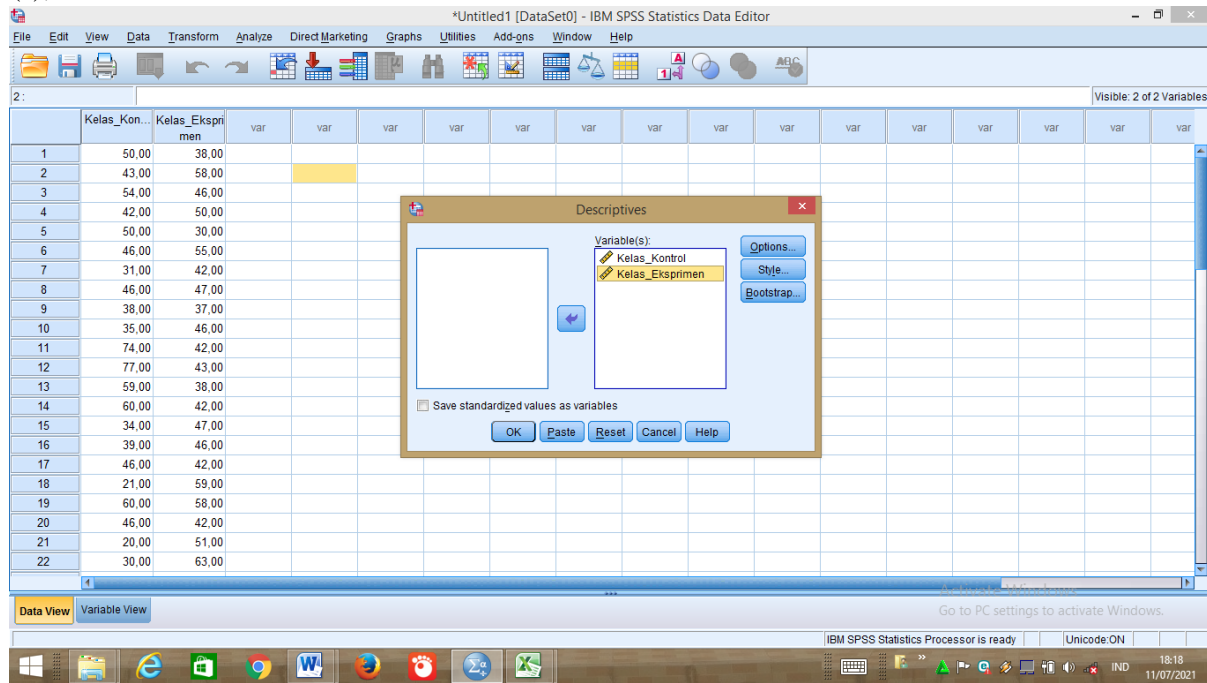 *Untitled1 [DataSet0] - IBM SPSS Statistics Data Editor
File Edit View Data Transform Analyze Direct Marketing Graphs Utilities Add-ons Window Help
2 :
Visible: 2 of 2 Variables
Kelas_Kon... Kelas_Ekspri
men var var var var var var var var var var var var var var var
1 50,00 38,00
2 43,00 58,00
3 54,00 46,00
4 42,00 50,00
5 50,00 30,00
6 46,00 55,00
7 31,00 42,00
8 46,00 47,00
9 38,00 37,00
10 35,00 46,00
11 74,00 42,00
12 77,00 43,00
13 59,00 38,00
14 60,00 42,00
15 34,00 47,00
16 39,00 46,00
17 46,00 42,00
18 21,00 59,00
19 60,00 58,00
20 46,00 42,00
21 20,00 51,00
22 30,00 63,00
Descriptives
Variable(s):
Kelas_Kontrol
Kelas_Eksprimen
Options...
Style...
Bootstrap...
Save standardized values as variables
OK Paste Reset Cancel Help
Data View Variable View
Go to PC settings to activate Windows.
IBM SPSS Statistics Processor is ready Unicode:ON
IND 18:18
11/07/2021